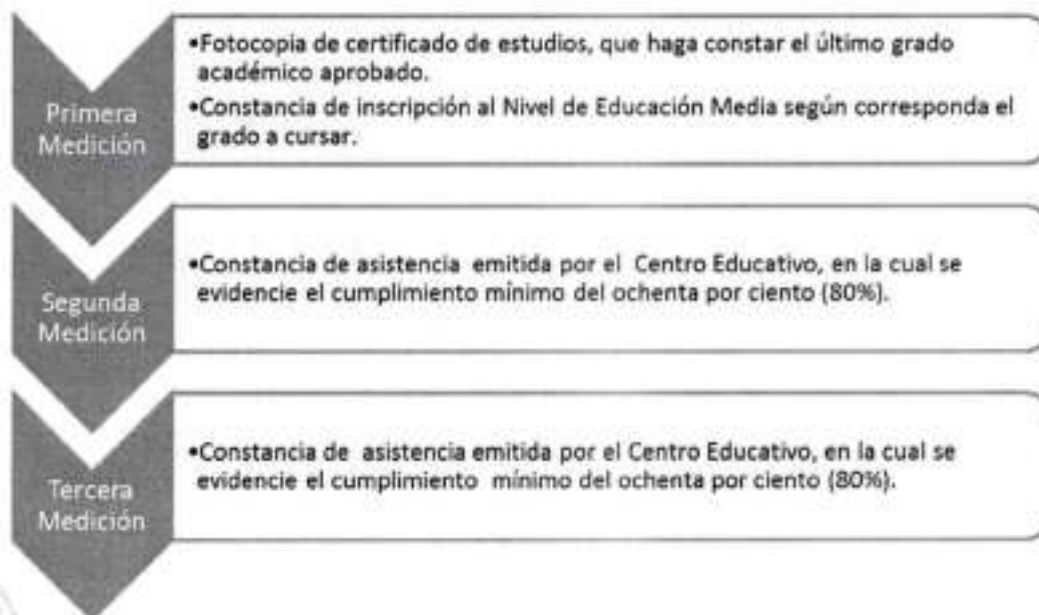 Primera
Medición
•Fotocopia de certificado de estudios, que haga constar el último grado
académico aprobado.
•Constancia de inscripción al Nivel de Educación Media según corresponda el
grado a cursar.
Segunda
Medición
•Constancia de asistencia emitida por el Centro Educativo, en la cual se
evidencie el cumplimiento mínimo del ochenta por ciento (80%).
Tercera
Medición
•Constancia de asistencia emitida por el Centro Educativo, en la cual se
evidencie el cumplimiento mínimo del ochenta por ciento (80%).